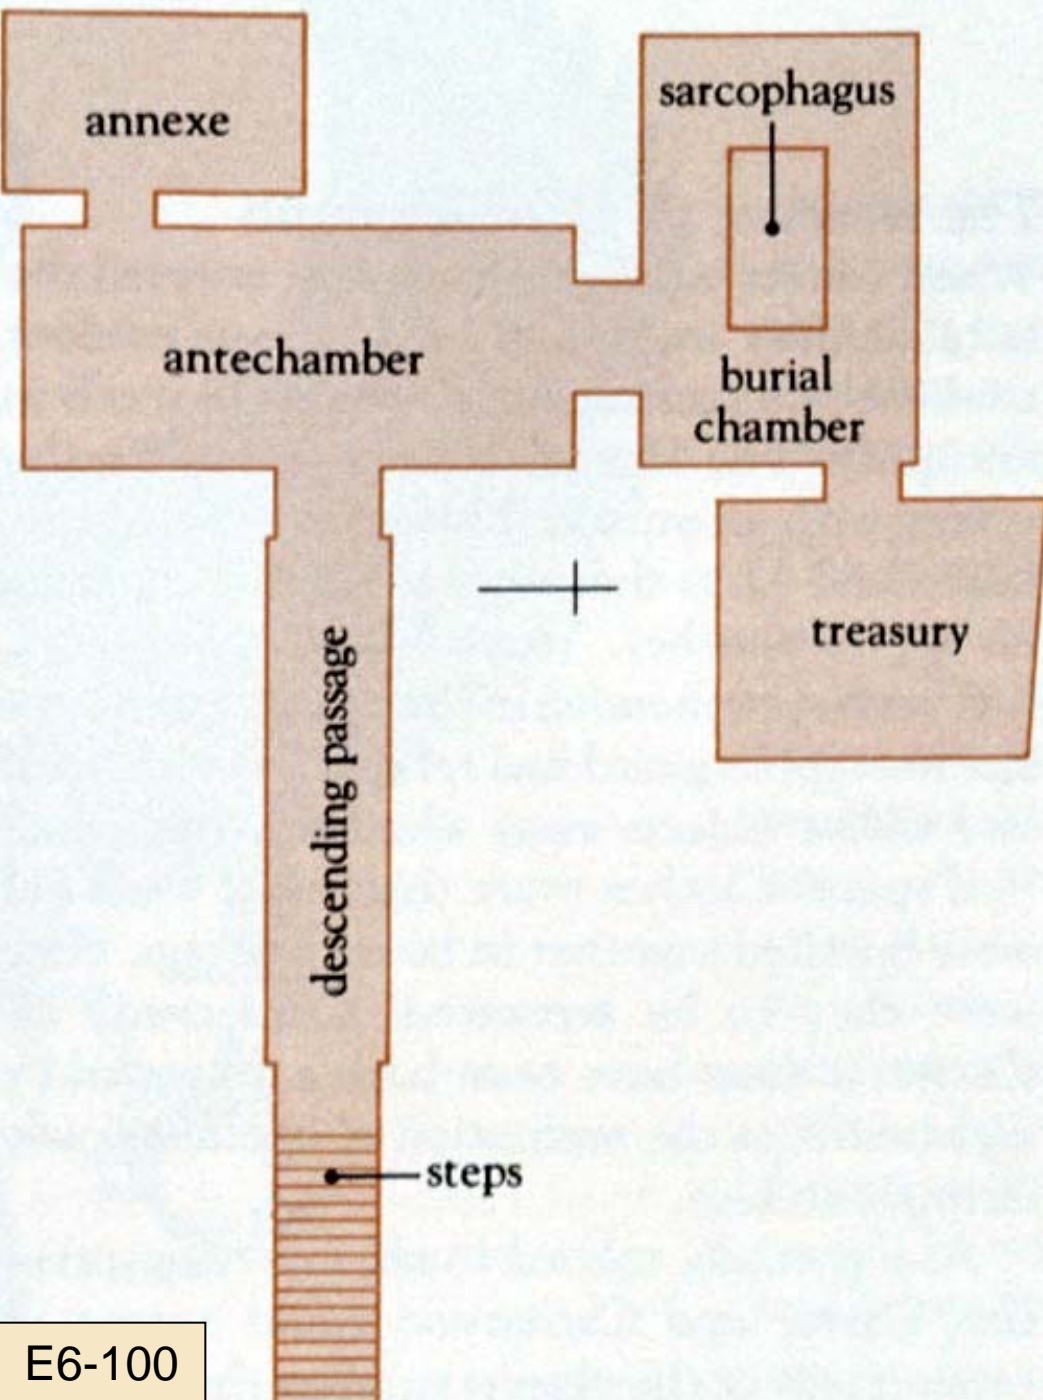 annexe
sarcophagus
antechamber
burial
chamber
treasury
descending passage
steps
E6-100